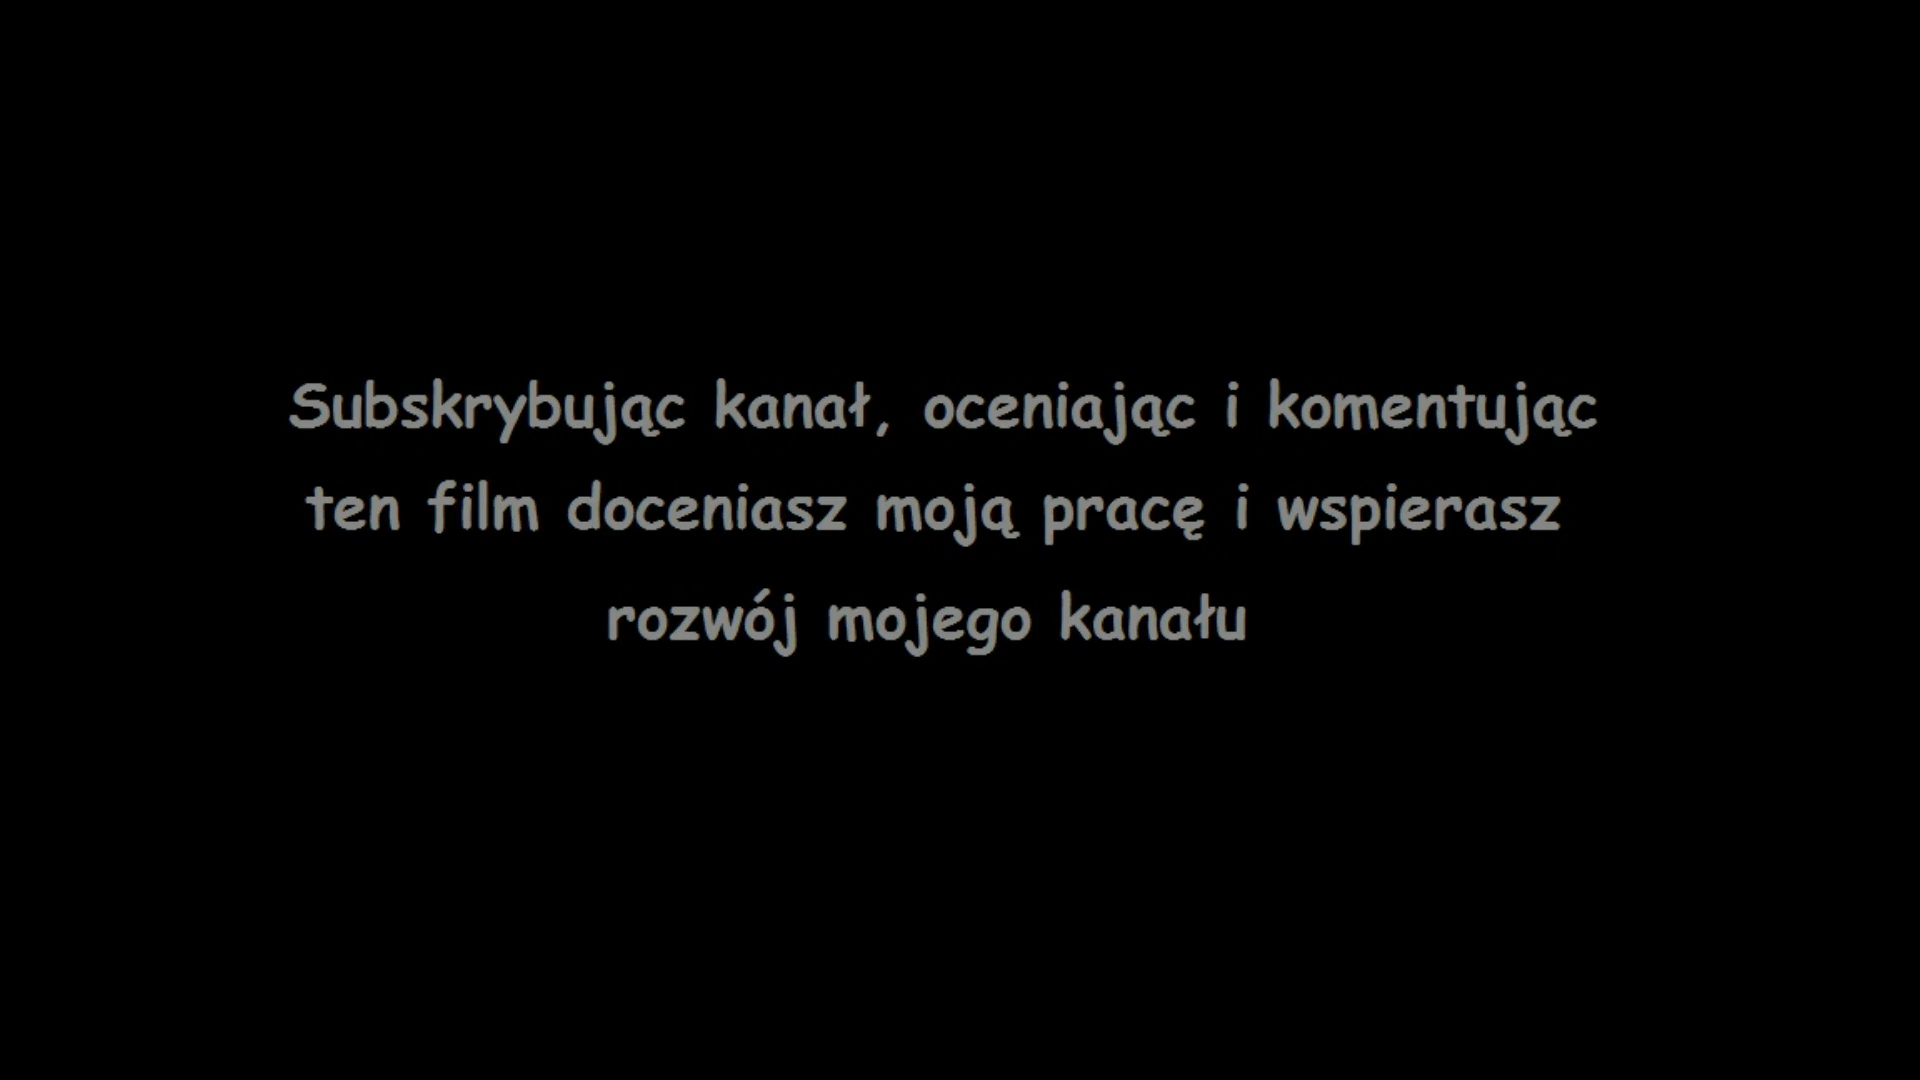 Subskrybując kanał, oceniając i komentując
ten film doceniasz moją pracę i wspierasz
rozwój mojego kanału